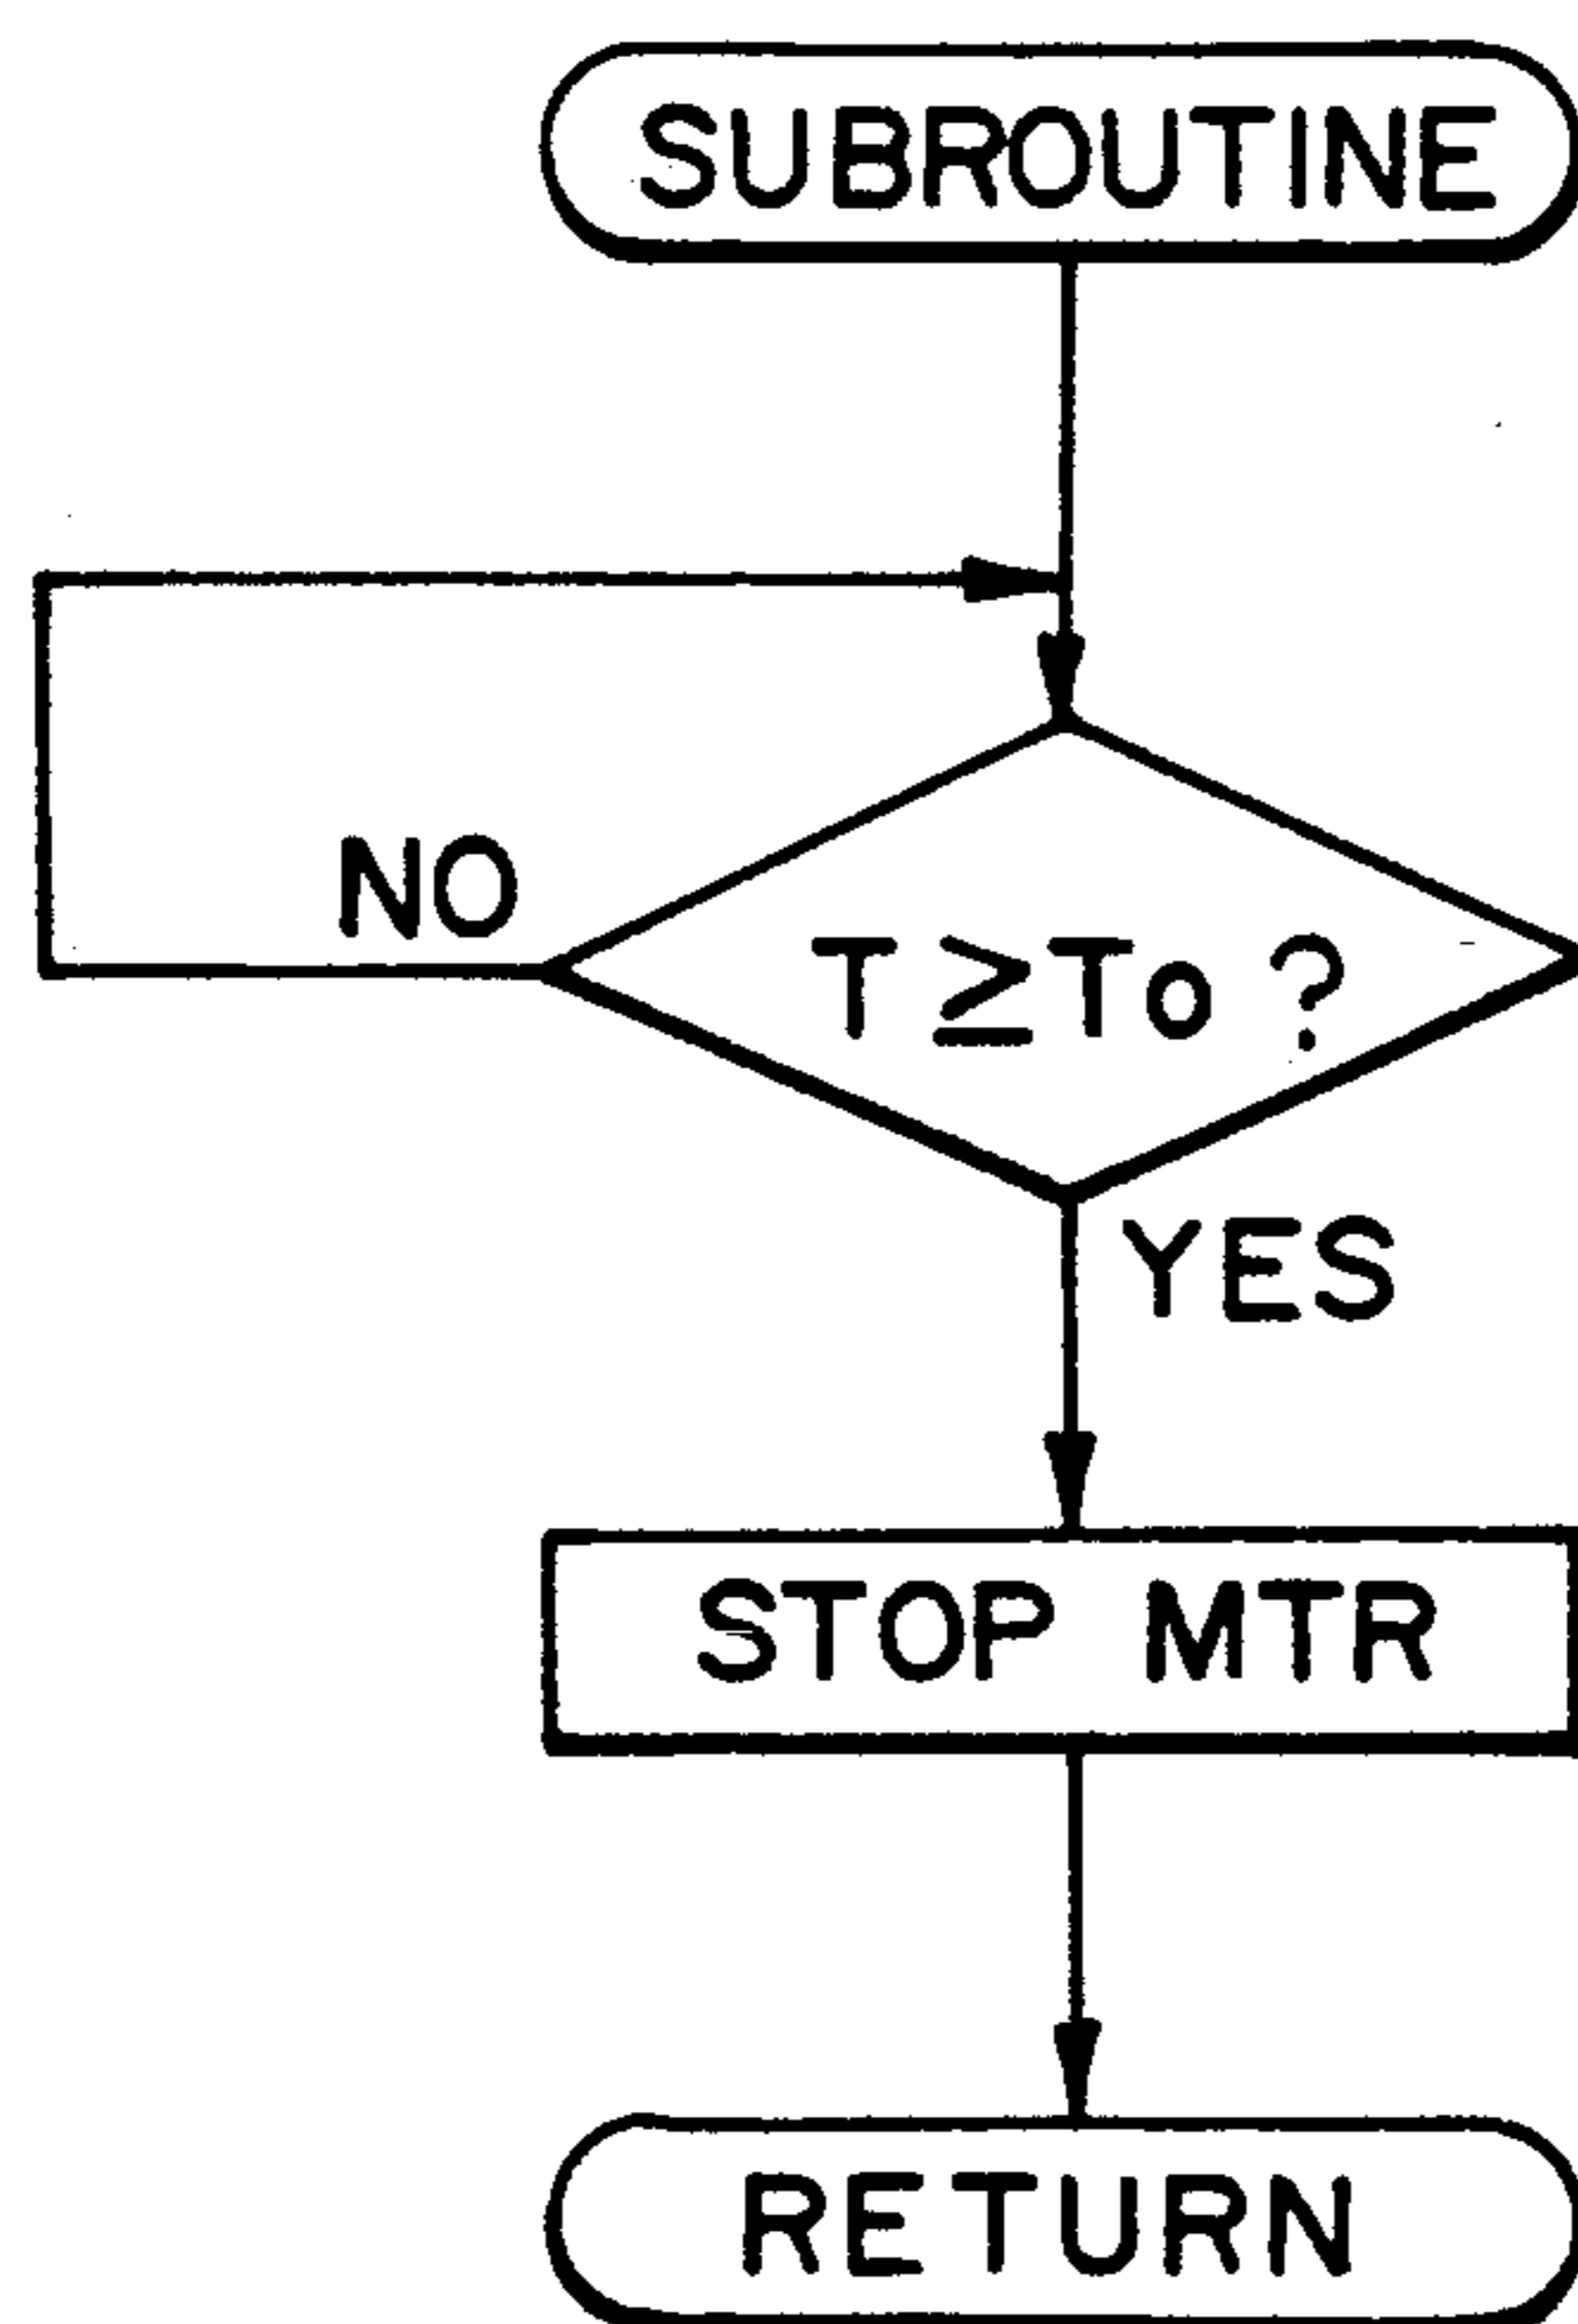 SUBROUTINE
NO
T ≥ To ?
YES
STOP MTR
RETURN